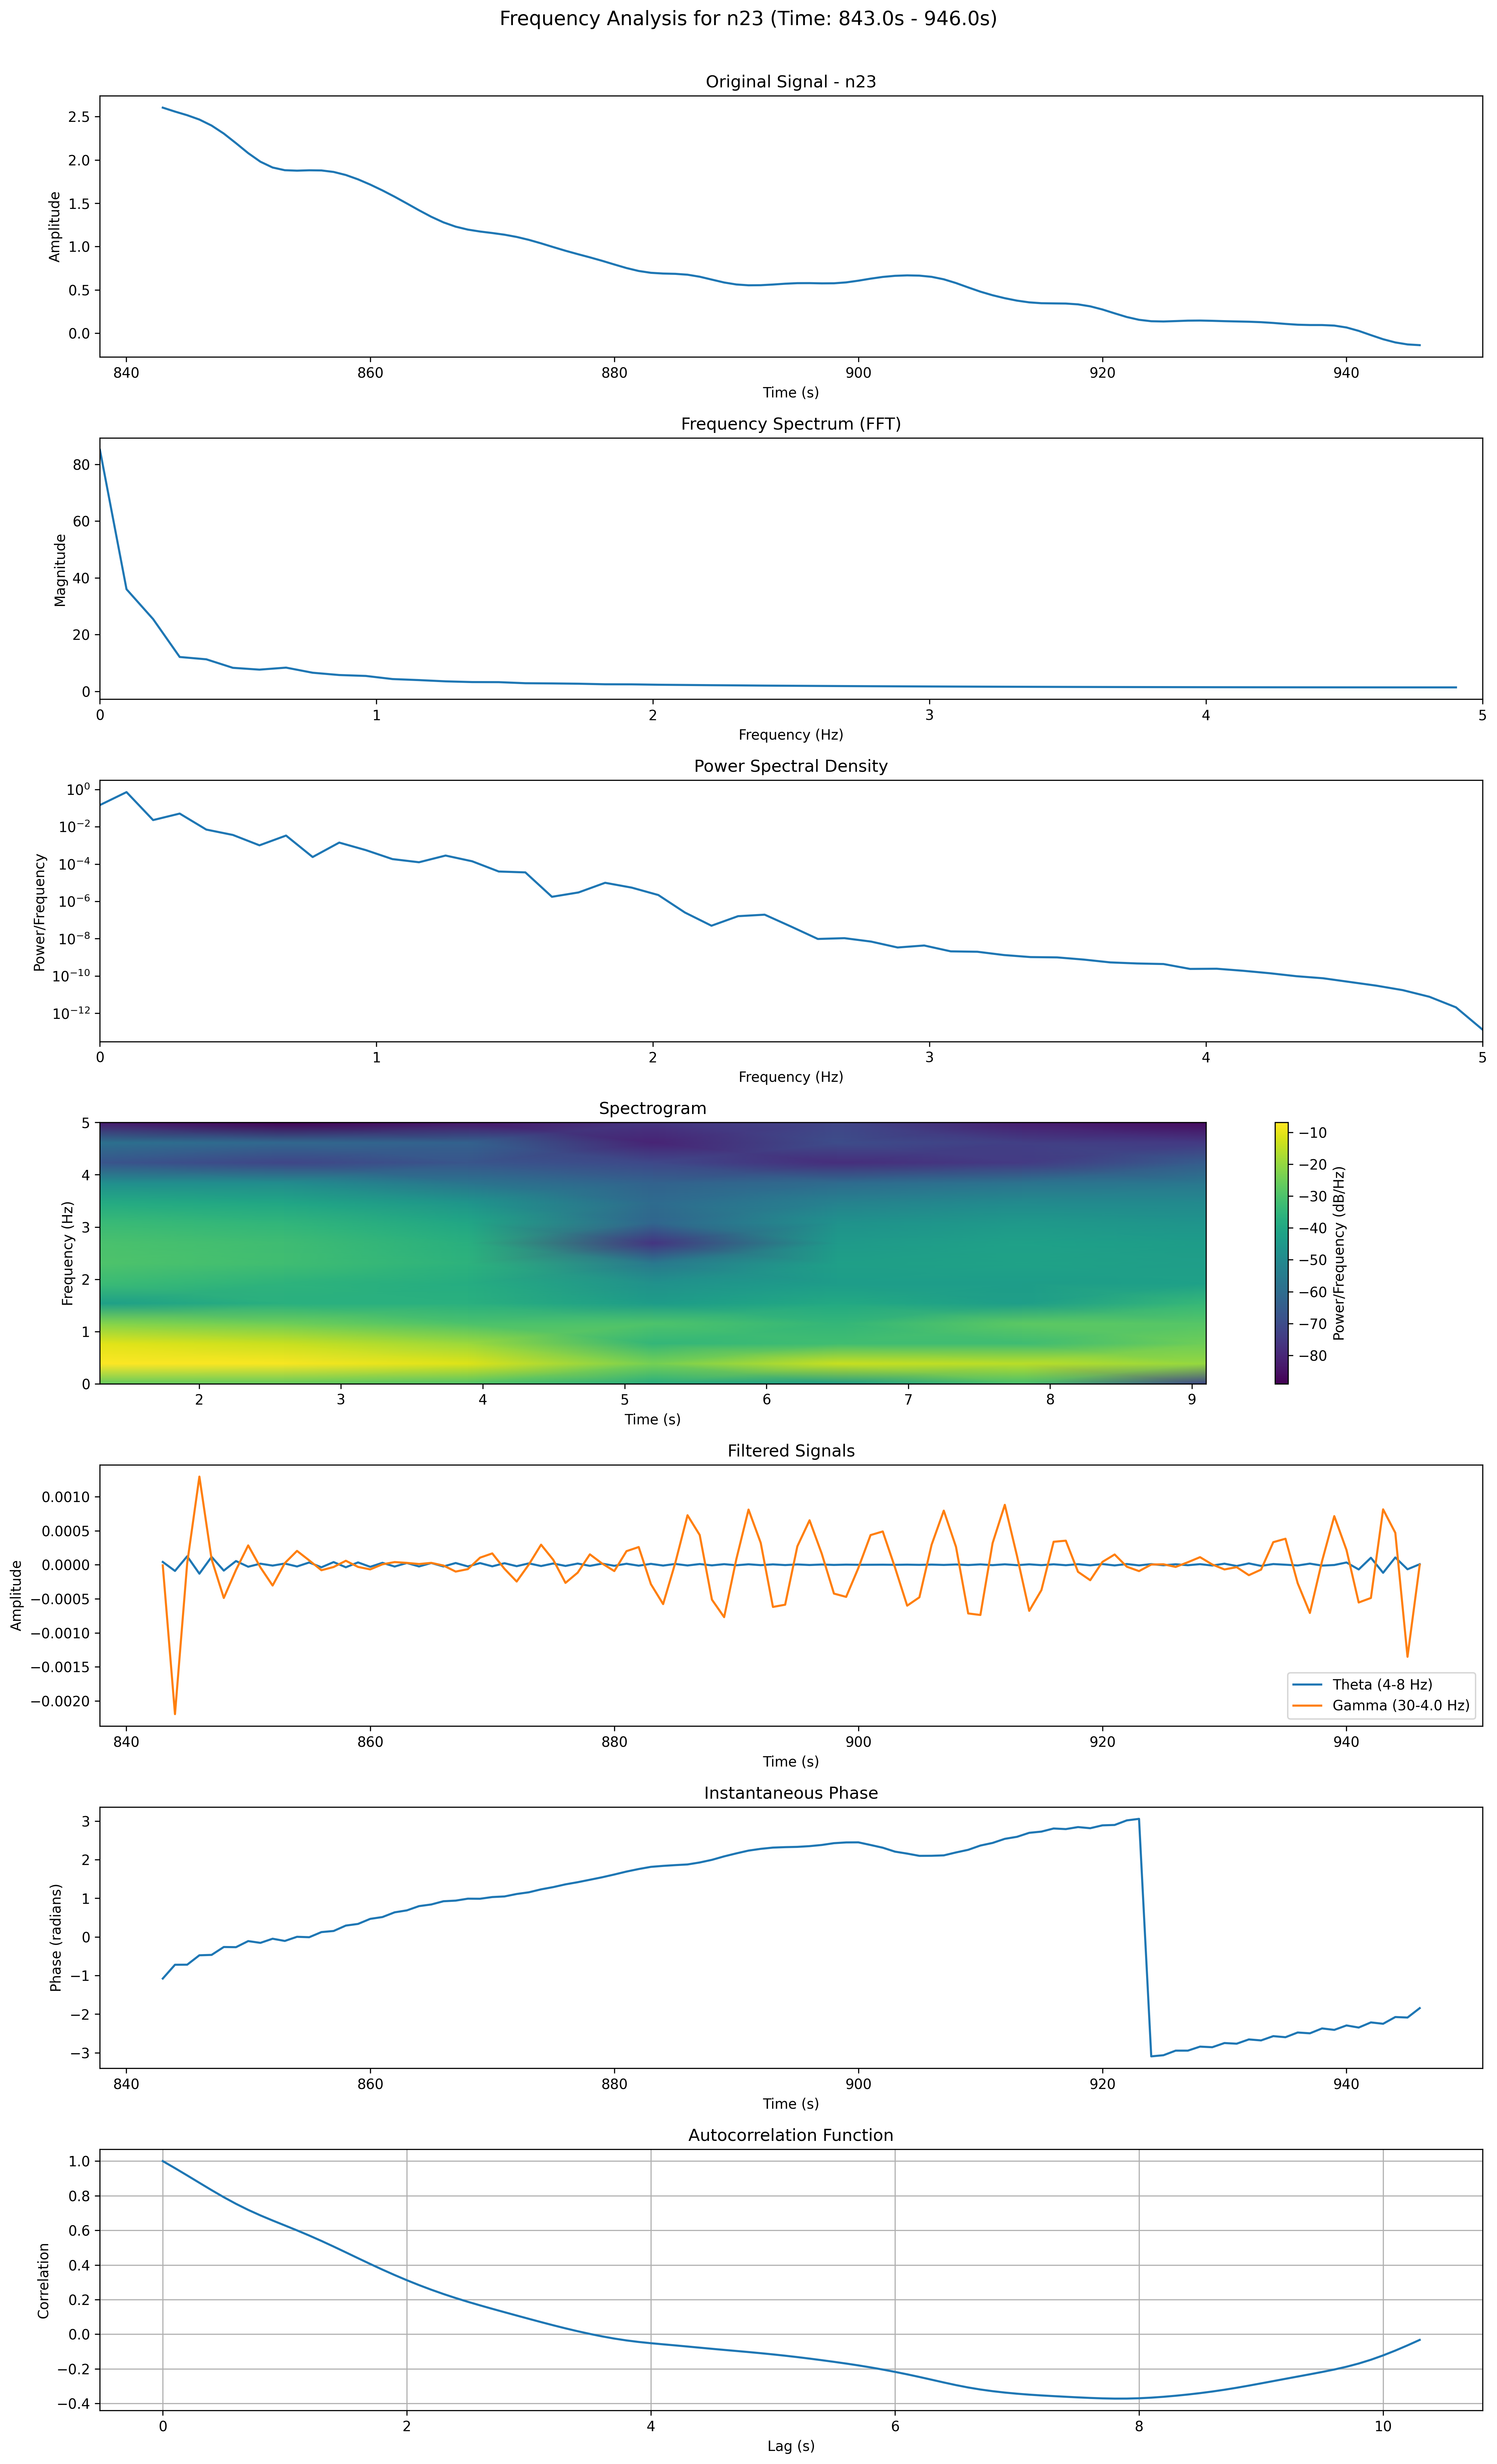 Frequency Analysis for n23 (Time: 843.0s - 946.0s)
Original Signal - n23
Amplitude
2.5
2.0
1.5
1.0
0.5
0.0
840 860 880 900 920 940
Time (s)
Frequency Spectrum (FFT)
Magnitude
80
60
40
20
0
0 1 2 3 4 5
Frequency (Hz)
Power Spectral Density
Power/Frequency
10⁰
10⁻²
10⁻⁴
10⁻⁶
10⁻⁸
10⁻¹⁰
10⁻¹²
0 1 2 3 4 5
Frequency (Hz)
Spectrogram
Frequency (Hz)
5
4
3
2
1
0
2 3 4 5 6 7 8 9
Time (s)
−10
−20
−30
−40
−50
−60
−70
−80
Power/Frequency (dB/Hz)
Filtered Signals
Amplitude
0.0010
0.0005
0.0000
−0.0005
−0.0010
−0.0015
−0.0020
Theta (4-8 Hz)
Gamma (30-4.0 Hz)
840 860 880 900 920 940
Time (s)
Instantaneous Phase
Phase (radians)
3
2
1
0
−1
−2
−3
840 860 880 900 920 940
Time (s)
Autocorrelation Function
Correlation
1.0
0.8
0.6
0.4
0.2
0.0
−0.2
−0.4
0 2 4 6 8 10
Lag (s)